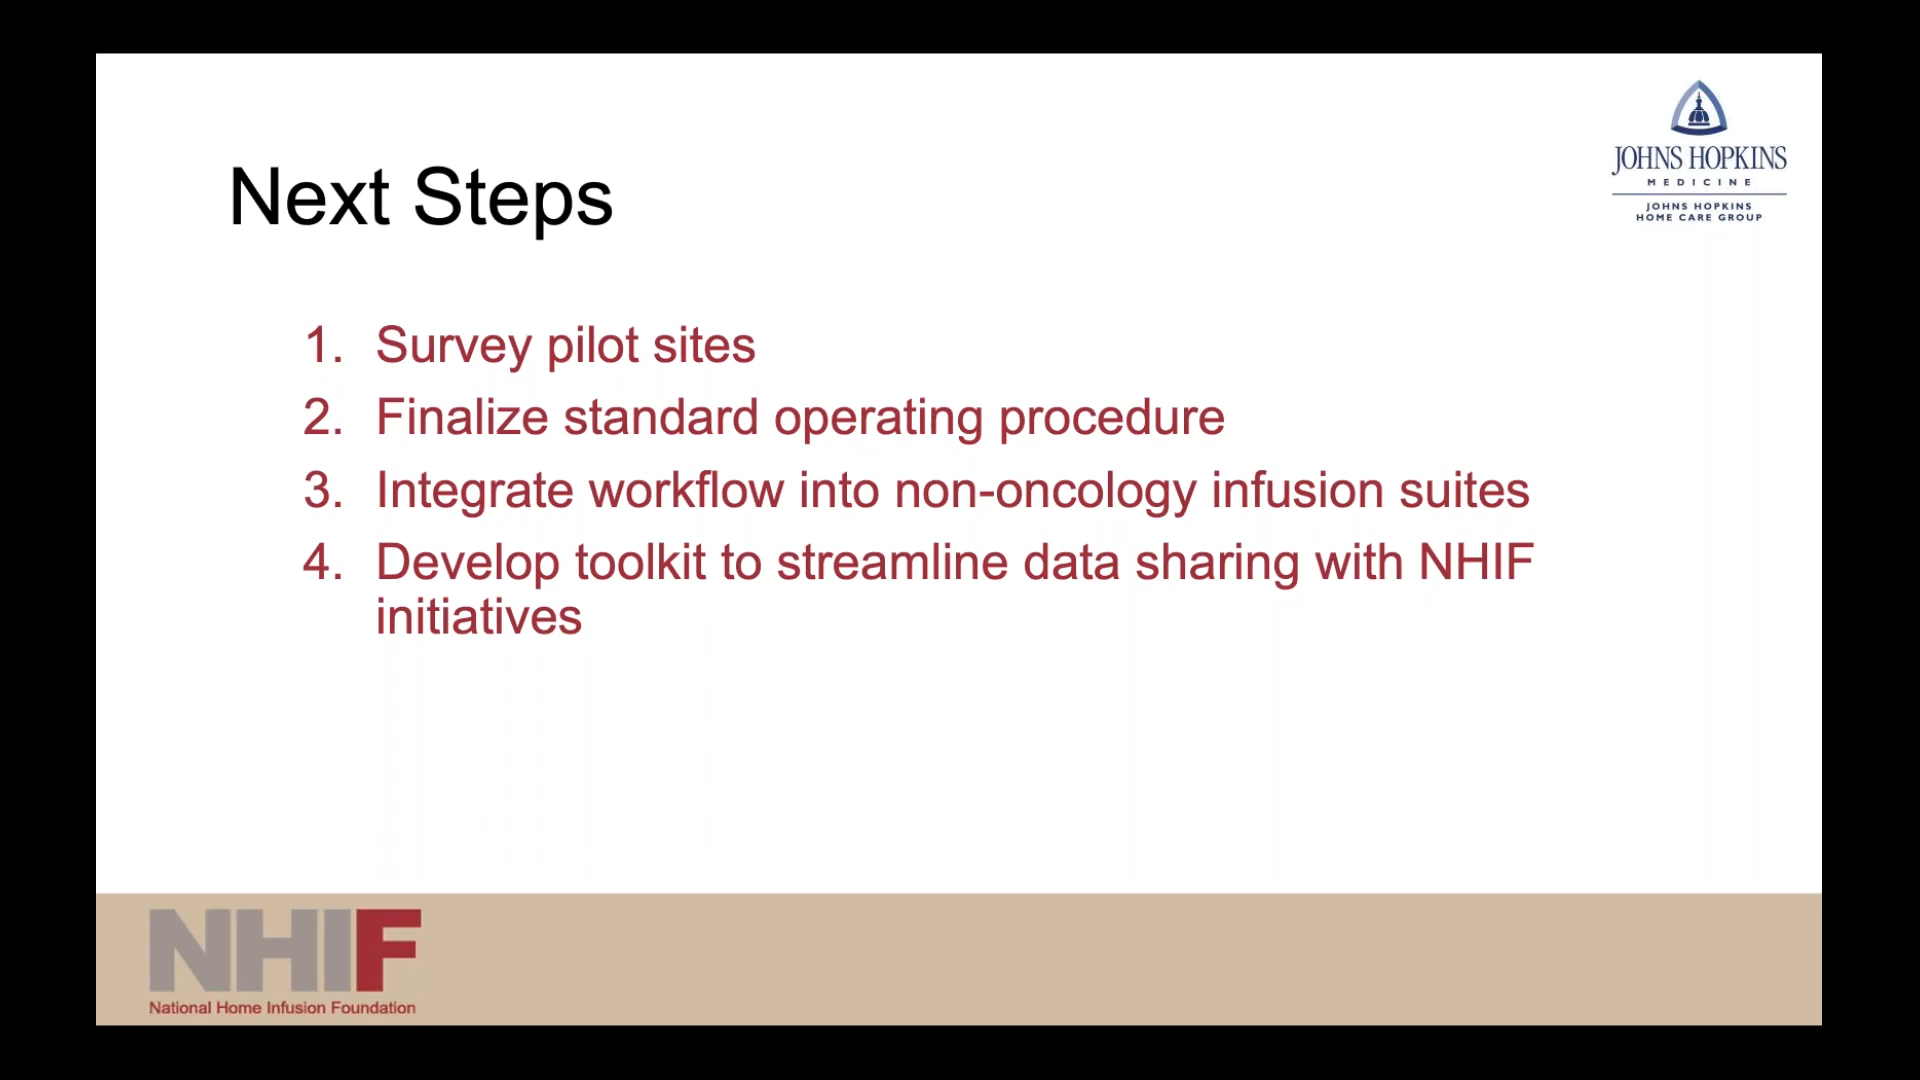 JOHNS HOPKINS
MEDICINE
JOHNS HOPKINS
HOME CARE GROUP
Next Steps
1. Survey pilot sites
2. Finalize standard operating procedure
3. Integrate workflow into non-oncology infusion suites
4. Develop toolkit to streamline data sharing with NHIF
initiatives
NHIF
National Home Infusion Foundation